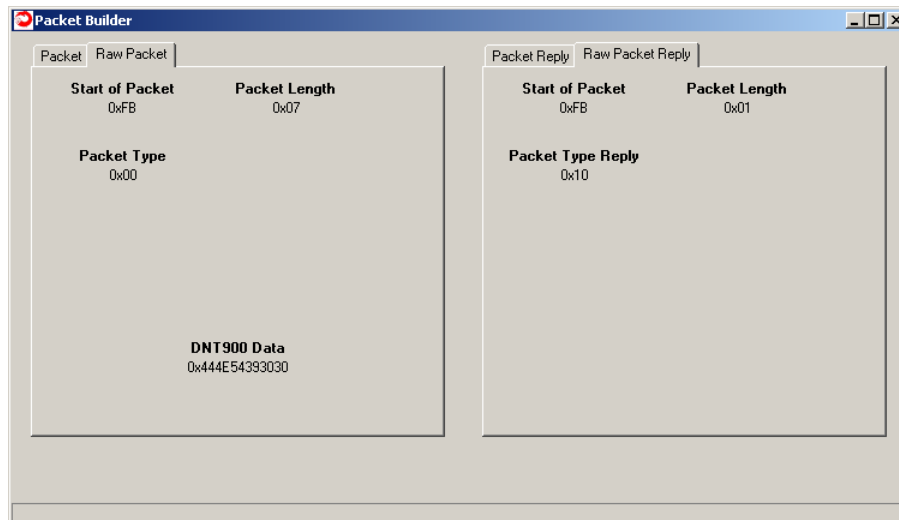 Packet Builder
Packet Raw Packet
Packet Reply Raw Packet Reply
Start of Packet Packet Length
0xFB 0x07
Packet Type
0x00
DNT900 Data
0x444E54393030
Start of Packet Packet Length
0xFB 0x01
Packet Type Reply
0x10